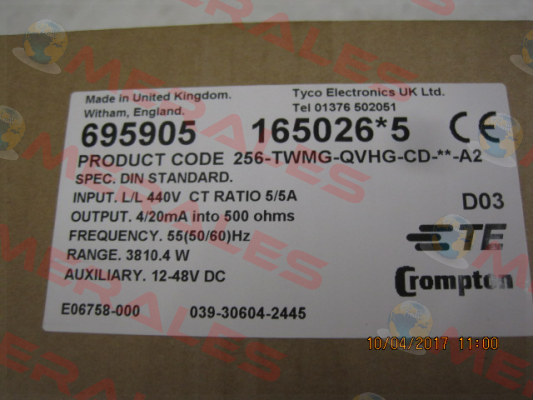 Made in United Kingdom. Tyco Electronics UK Ltd.
Witham, England. Tel 01376 502051
695905 165026*5 CE
PRODUCT CODE 256-TWMG-QVHG-CD-**-A2
SPEC. DIN STANDARD.
INPUT. L/L 440V CT RATIO 5/5A D03
OUTPUT. 4/20mA into 500 ohms
FREQUENCY. 55(50/60)Hz TE
RANGE. 3810.4 W
AUXILIARY. 12-48V DC Crompton
E06758-000 039-30604-2445
10/04/2017 11:00
MERALES
MERALES
MERALES